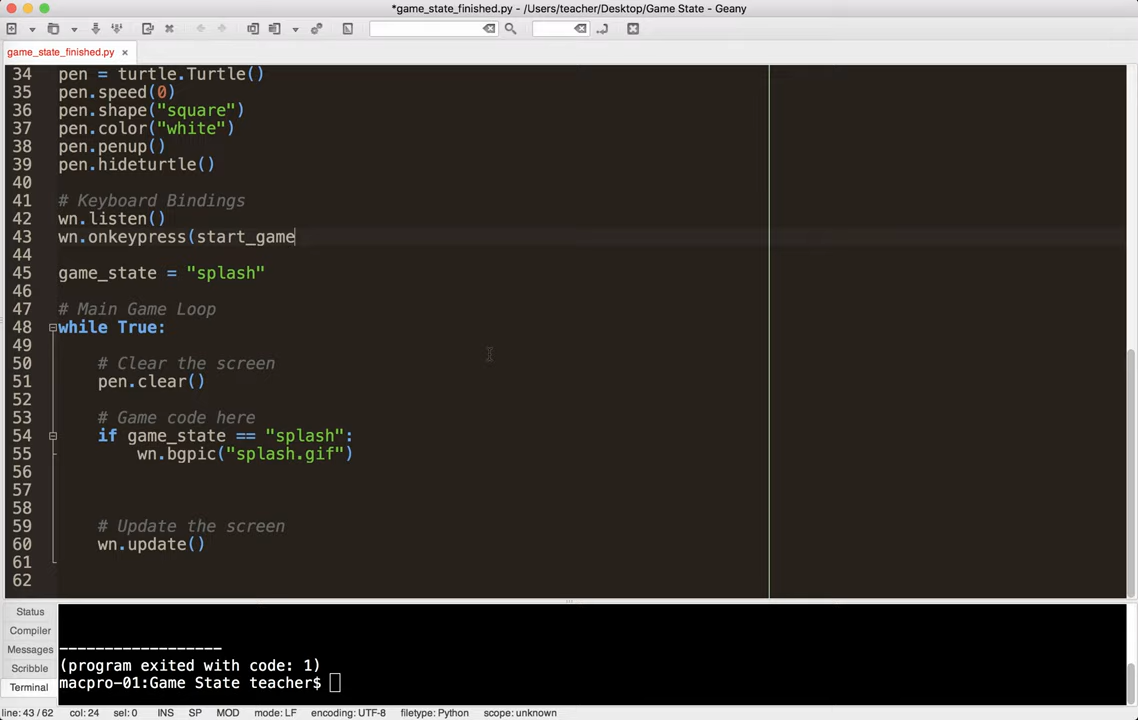 *game_state_finished.py - /Users/teacher/Desktop/Game State - Geany
game_state_finished.py ×
34 pen = turtle.Turtle()
35 pen.speed(0)
36 pen.shape("square")
37 pen.color("white")
38 pen.penup()
39 pen.hideturtle()
40
41 # Keyboard Bindings
42 wn.listen()
43 wn.onkeypress(start_game
44
45 game_state = "splash"
46
47 # Main Game Loop
48 while True:
49
50 # Clear the screen
51 pen.clear()
52
53 # Game code here
54 if game_state == "splash":
55 wn.bgpic("splash.gif")
56
57
58
59 # Update the screen
60 wn.update()
61
62
Status
Compiler
Messages
Scribble
Terminal
------------------
(program exited with code: 1)
macpro-01:Game State teacher$
line: 43 / 62 col: 24 sel: 0 INS SP MOD mode: LF encoding: UTF-8 filetype: Python scope: unknown